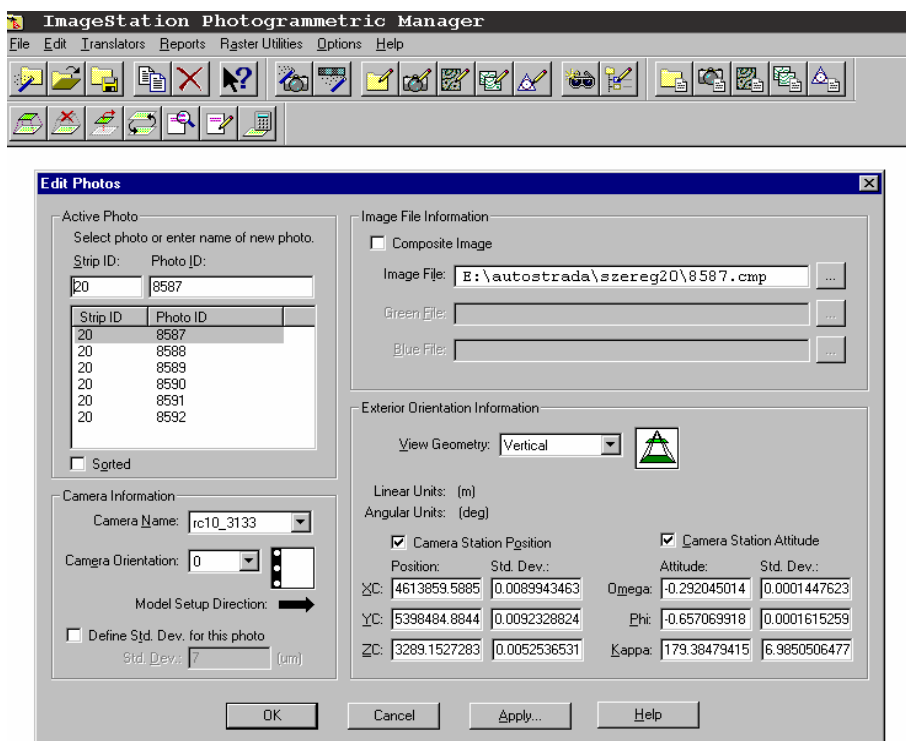 ImageStation Photogrammetric Manager
File Edit Translators Reports Raster Utilities Options Help
Edit Photos
Active Photo
Select photo or enter name of new photo.
Strip ID: Photo ID:
20 8587
Strip ID Photo ID
20 8587
20 8588
20 8589
20 8590
20 8591
20 8592
Sorted
Camera Information
Camera Name: rc10_3133
Camera Orientation: 0
Model Setup Direction:
Define Std. Dev. for this photo
Std. Dev.: 7 (um)
Image File Information
Composite Image
Image File: E:\autostrada\szereg20\8587.cmp ...
Green File: ...
Blue File: ...
Exterior Orientation Information
View Geometry: Vertical
Linear Units: (m)
Angular Units: (deg)
Camera Station Position Camera Station Attitude
Position: Std. Dev.: Attitude: Std. Dev.:
XC: 4613859.5885 0.0089943463 Omega: -0.292045014 0.0001447623
YC: 5398484.8844 0.0092328824 Phi: -0.657069918 0.0001615259
ZC: 3289.1527283 0.0052536531 Kappa: 179.38479415 6.9850506477
OK Cancel Apply... Help